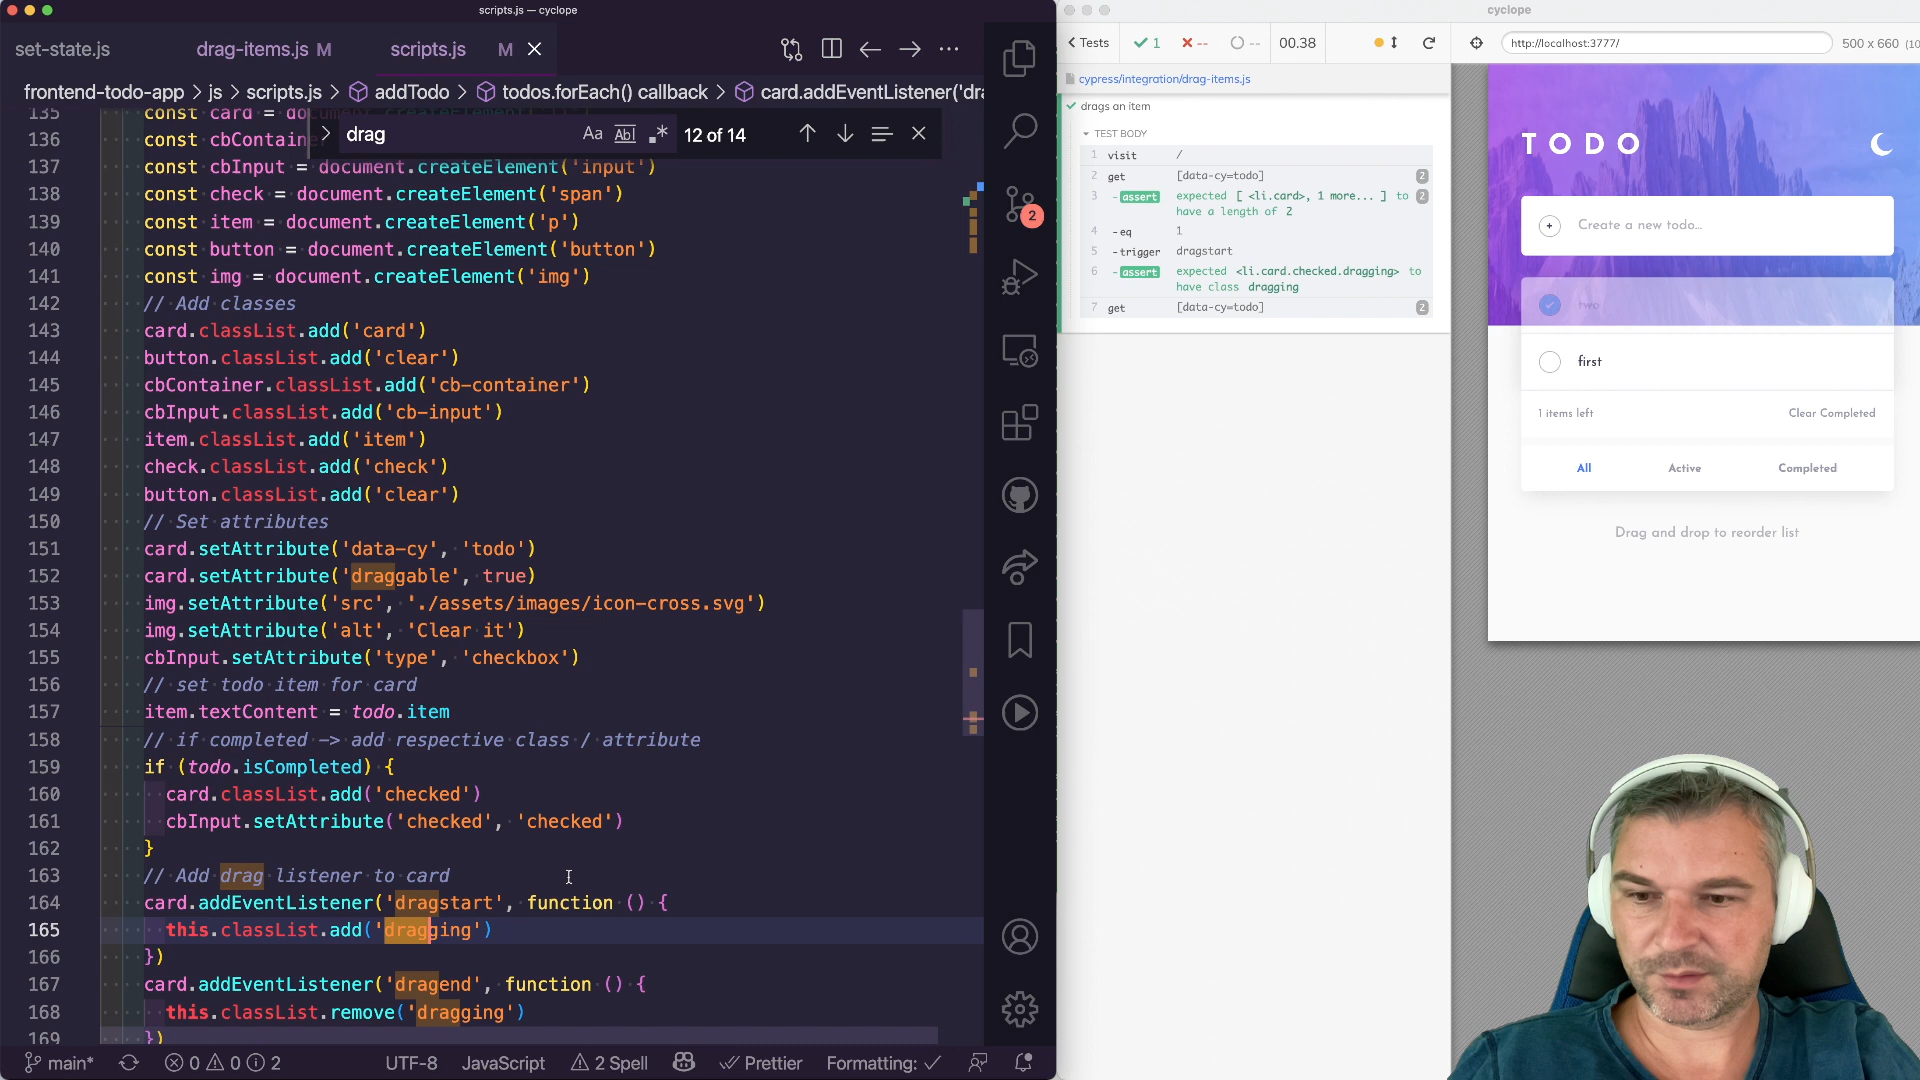 scripts.js — cyclope
set-state.js
drag-items.js M
scripts.js M
frontend-todo-app > js > scripts.js > addTodo > todos.forEach() callback > card.addEventListener('dra
drag
Aa Abl .* 12 of 14
135 const card = document.createElement('li')
136 const cbContaine
137 const cbInput = document.createElement('input')
138 const check = document.createElement('span')
139 const item = document.createElement('p')
140 const button = document.createElement('button')
141 const img = document.createElement('img')
142 // Add classes
143 card.classList.add('card')
144 button.classList.add('clear')
145 cbContainer.classList.add('cb-container')
146 cbInput.classList.add('cb-input')
147 item.classList.add('item')
148 check.classList.add('check')
149 button.classList.add('clear')
150 // Set attributes
151 card.setAttribute('data-cy', 'todo')
152 card.setAttribute('draggable', true)
153 img.setAttribute('src', './assets/images/icon-cross.svg')
154 img.setAttribute('alt', 'Clear it')
155 cbInput.setAttribute('type', 'checkbox')
156 // set todo item for card
157 item.textContent = todo.item
158 // if completed -> add respective class / attribute
159 if (todo.isCompleted) {
160 card.classList.add('checked')
161 cbInput.setAttribute('checked', 'checked')
162 }
163 // Add drag listener to card
164 card.addEventListener('dragstart', function () {
165 this.classList.add('dragging')
166 })
167 card.addEventListener('dragend', function () {
168 this.classList.remove('dragging')
169 })
2
main* 0 0 2 UTF-8 JavaScript 2 Spell Prettier Formatting:
cyclope
Tests 1 -- -- 00.38
http://localhost:3777/ 500 x 660 (10
cypress/integration/drag-items.js
drags an item
TEST BODY
1 visit /
2 get [data-cy=todo] 2
3 -assert expected [ <li.card>, 1 more... ] to 2
have a length of 2
4 -eq 1
5 -trigger dragstart
6 -assert expected <li.card.checked.dragging> to
have class dragging
7 get [data-cy=todo] 2
TODO
+ Create a new todo...
two
first
1 items left Clear Completed
All Active Completed
Drag and drop to reorder list